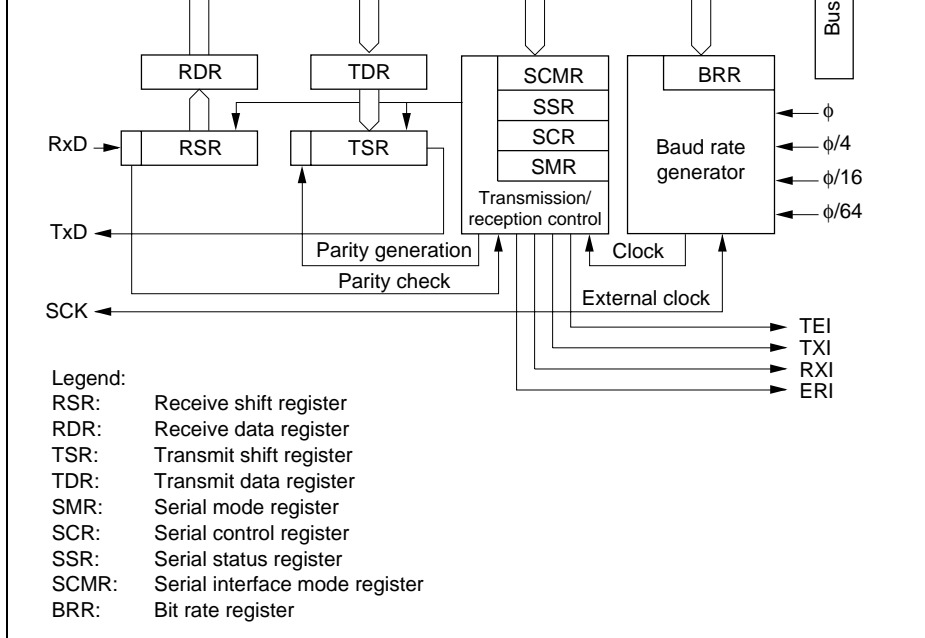 Bus
RDR
TDR
SCMR
BRR
SSR
SCR
SMR
φ
RxD
RSR
TSR
Baud rate
generator
φ/4
φ/16
Transmission/
reception control
φ/64
TxD
Parity generation
Clock
Parity check
External clock
SCK
TEI
TXI
RXI
ERI
Legend:
RSR: Receive shift register
RDR: Receive data register
TSR: Transmit shift register
TDR: Transmit data register
SMR: Serial mode register
SCR: Serial control register
SSR: Serial status register
SCMR: Serial interface mode register
BRR: Bit rate register